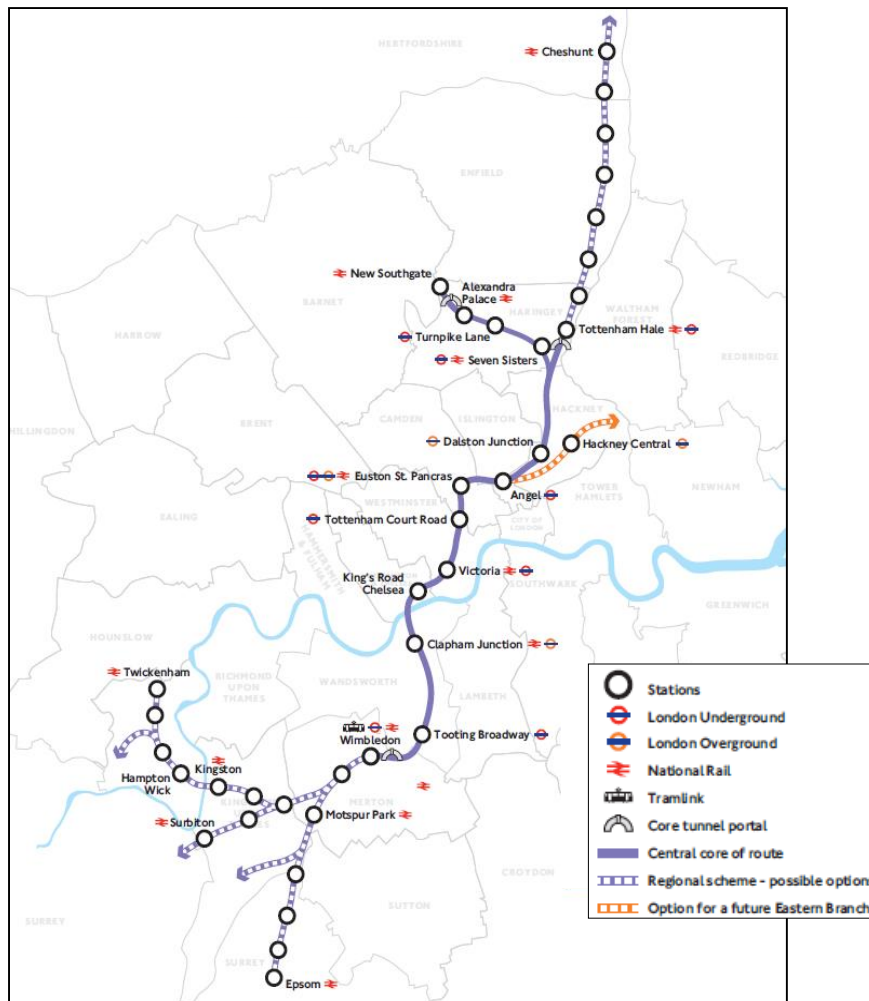 HERTFORDSHIRE
Cheshunt
ENFIELD
New Southgate
Alexandra
Palace
BARNET
HARINGEY
WALTHAM
FOREST
HARROW
Turnpike Lane
Tottenham Hale
REDBRIDGE
Seven Sisters
HACKNEY
CAMDEN
ISLINGTON
BRENT
HILLINGDON
Dalston Junction
Hackney Central
Euston St. Pancras
Angel
TOWER
HAMLETS
NEWHAM
WESTMINSTER
EALING
Tottenham Court Road
CITY OF
LONDON
HAMMERSMITH
& FULHAM
King's Road
Chelsea
Victoria
SOUTHWARK
GREENWICH
HOUNSLOW
Clapham Junction
Twickenham
RICHMOND
UPON
THAMES
WANDSWORTH
LAMBETH
Wimbledon
Tooting Broadway
Kingston
Hampton
Wick
MERTON
Surbiton
Motspur Park
CROYDON
SUTTON
SURREY
SURREY
Epsom
Stations
London Underground
London Overground
National Rail
Tramlink
Core tunnel portal
Central core of route
Regional scheme - possible options
Option for a future Eastern Branch